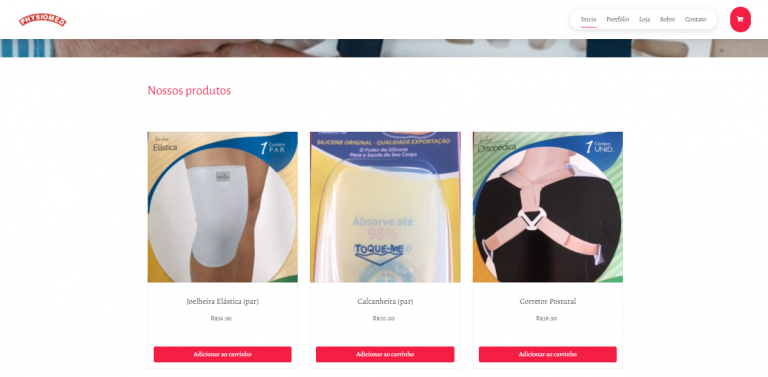 PHYSIOMED
Início Portfólio Loja Sobre Contato
Nossos produtos
Elástica
1 Contém
PAR
SILICONE ORIGINAL - QUALIDADE EXPORTAÇÃO
O Poder do Silicone
Para a Saúde do Seu Corpo
Absorve até
98%
TOQUE-ME
Ortopédica
1 Contém
UNID.
Joelheira Elástica (par)
Calcanheira (par)
Corretor Postural
R$36.90
R$70.00
R$38.90
Adicionar ao carrinho
Adicionar ao carrinho
Adicionar ao carrinho